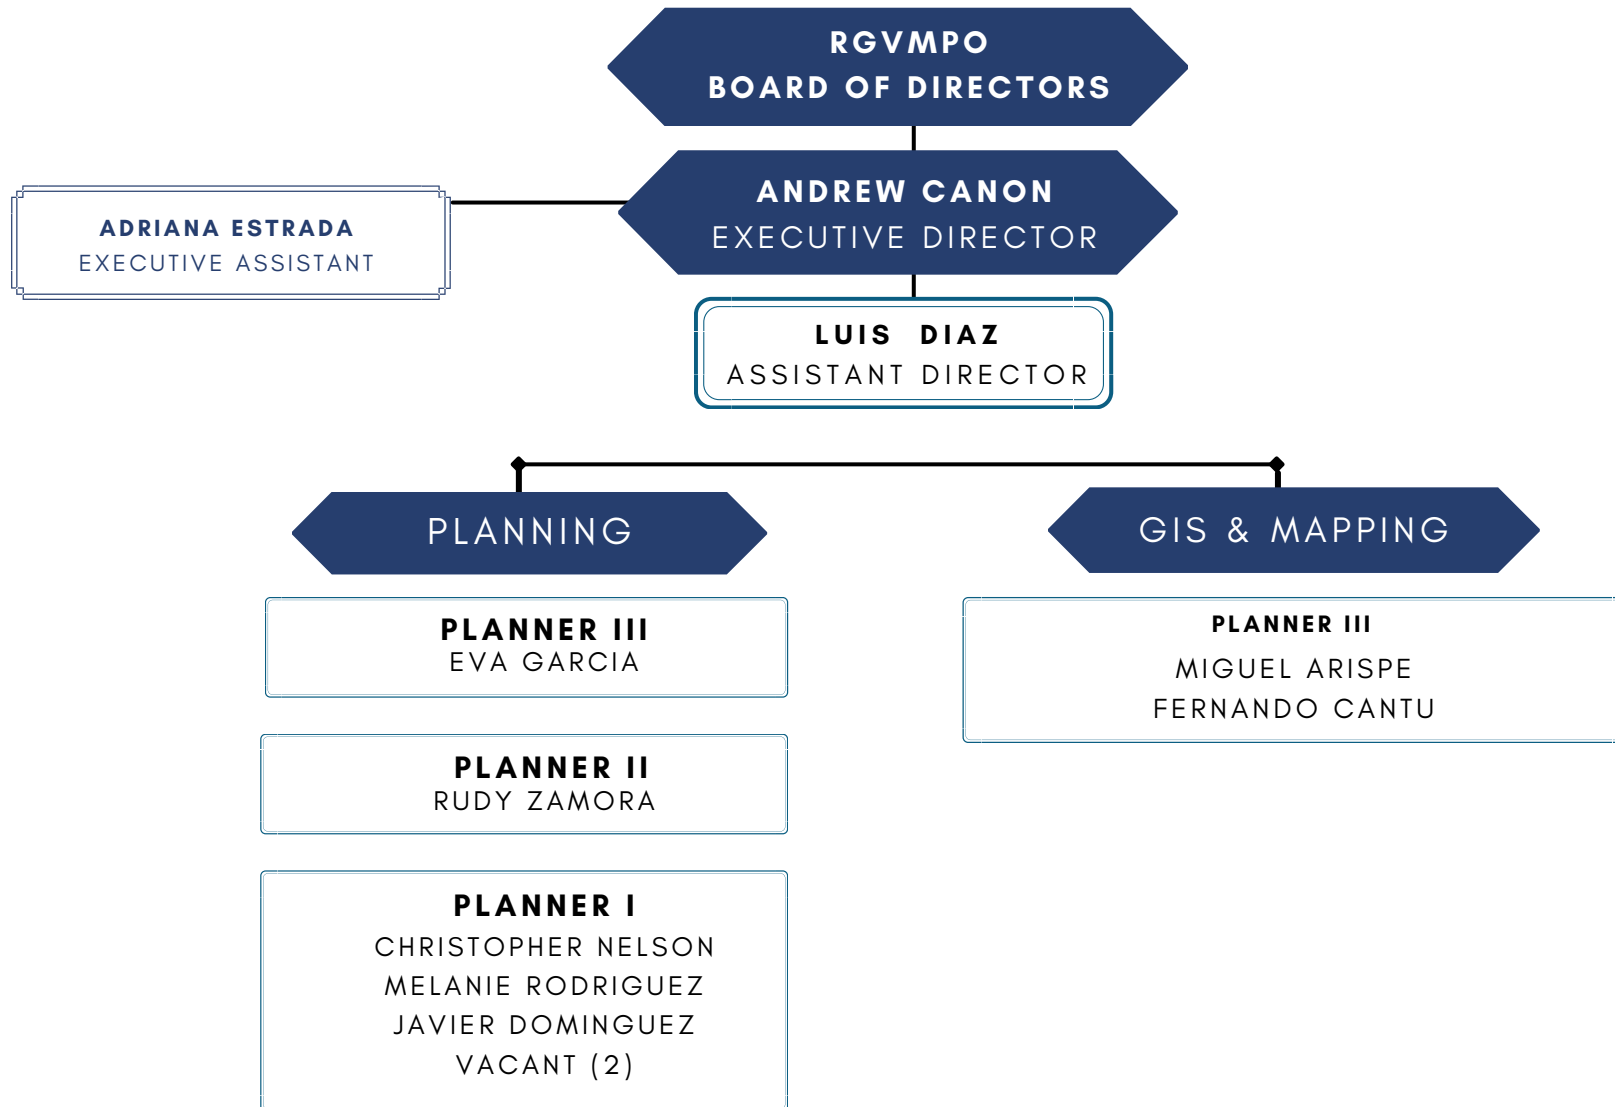 RGVMPO
BOARD OF DIRECTORS
ANDREW CANON
EXECUTIVE DIRECTOR
ADRIANA ESTRADA
EXECUTIVE ASSISTANT
LUIS DIAZ
ASSISTANT DIRECTOR
PLANNING
PLANNER III
EVA GARCIA
PLANNER II
RUDY ZAMORA
PLANNER I
CHRISTOPHER NELSON
MELANIE RODRIGUEZ
JAVIER DOMINGUEZ
VACANT (2)
GIS & MAPPING
PLANNER III
MIGUEL ARISPE
FERNANDO CANTU